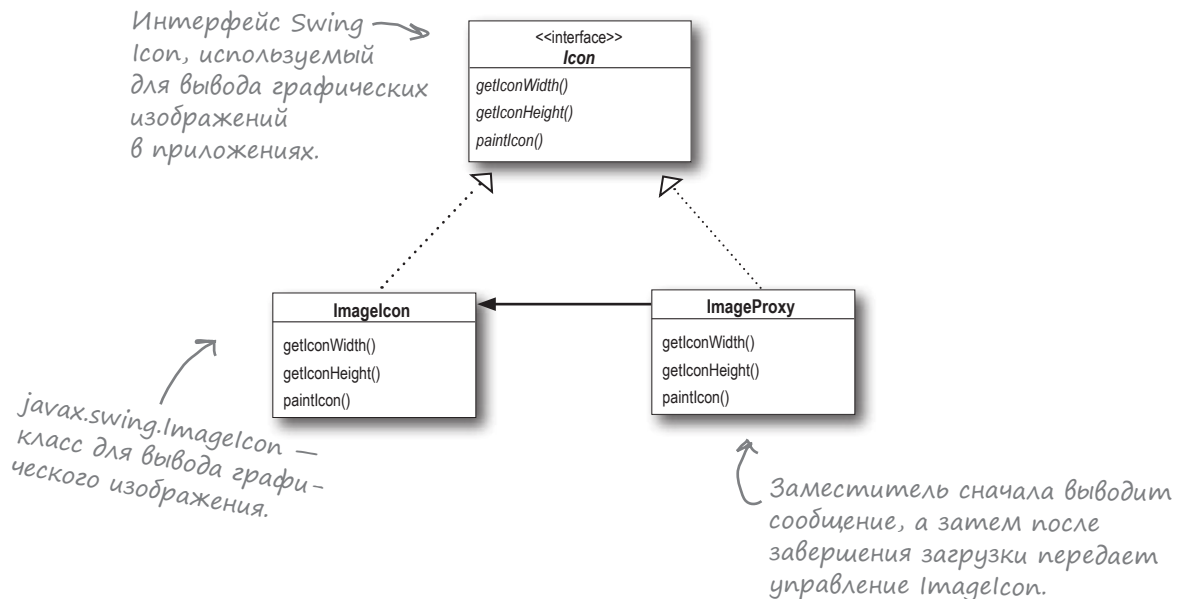 Интерфейс Swing
Icon, используемый
для вывода графических
изображений
в приложениях.
<<interface>>
Icon
getIconWidth()
getIconHeight()
paintIcon()
ImageIcon
getIconWidth()
getIconHeight()
paintIcon()
ImageProxy
getIconWidth()
getIconHeight()
paintIcon()
javax.swing.ImageIcon —
класс для вывода графи-
ческого изображения.
Заместитель сначала выводит
сообщение, а затем после
завершения загрузки передает
управление ImageIcon.